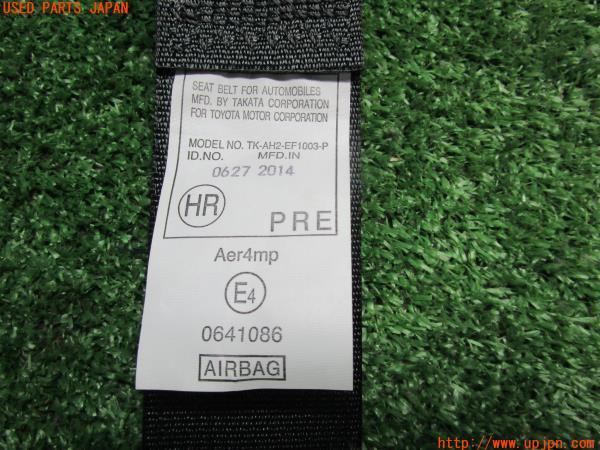 USED PARTS JAPAN
SEAT BELT FOR AUTOMOBILES
MFD. BY TAKATA CORPORATION
FOR TOYOTA MOTOR CORPORATION
MODEL NO. TK-AH2-EF1003-P
ID.NO. MFD.IN
0627 2014
HR PRE
Aer4mp
E4
0641086
AIRBAG
http://www.upjpn.com/